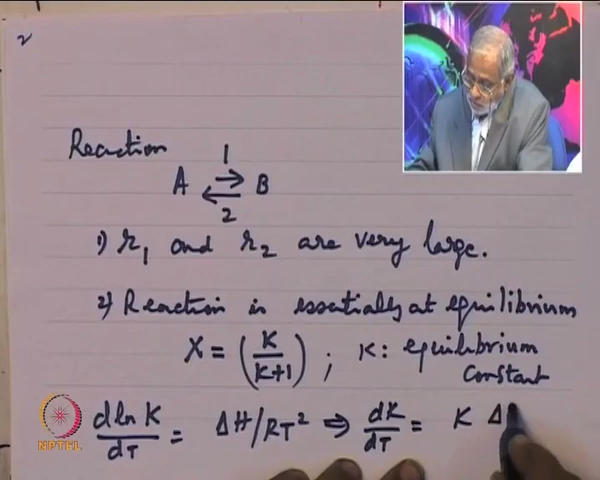 2
Reaction
1
A ⇄ B
2
1) r₁ and r₂ are very large.
2) Reaction is essentially at equilibrium
X = (K/K+1) ; K: equilibrium
constant
d ln K/dT = ΔH/RT² ⇒ dK/dT = K Δ
NPTEL